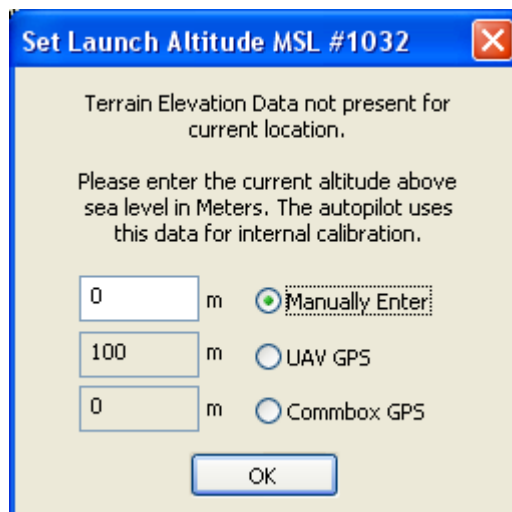 Set Launch Altitude MSL #1032
Terrain Elevation Data not present for
current location.
Please enter the current altitude above
sea level in Meters. The autopilot uses
this data for internal calibration.
0 m Manually Enter
100 m UAV GPS
0 m Commbox GPS
OK